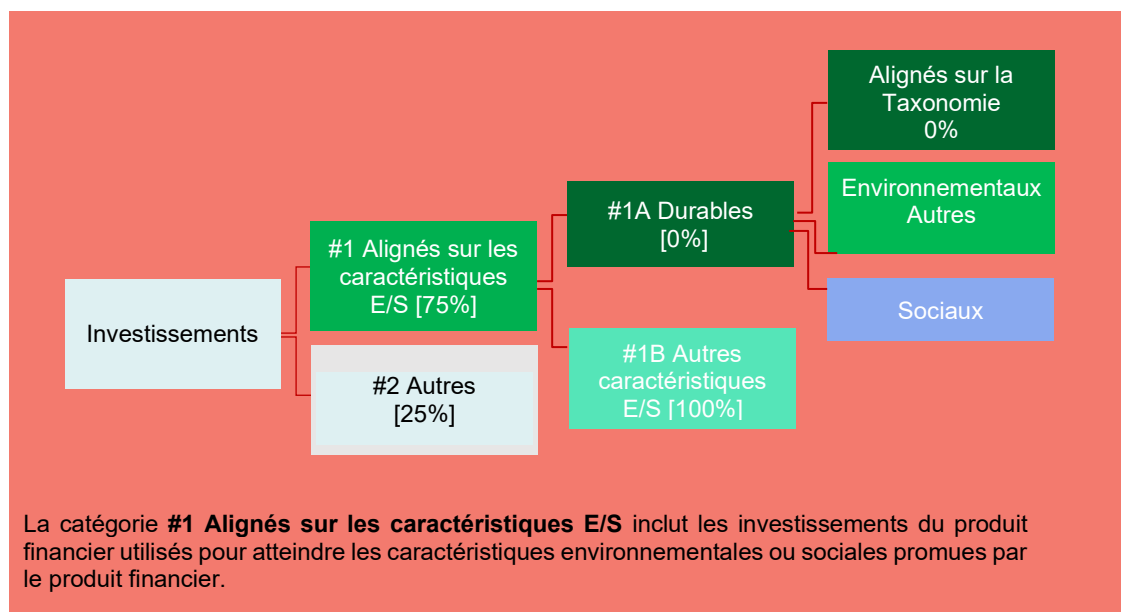 Alignés sur la
Taxonomie
0%
Environnementaux
Autres
#1A Durables
[0%]
#1 Alignés sur les
caractéristiques
E/S [75%]
Sociaux
Investissements
#1B Autres
caractéristiques
E/S [100%]
#2 Autres
[25%]
La catégorie #1 Alignés sur les caractéristiques E/S inclut les investissements du produit
financier utilisés pour atteindre les caractéristiques environnementales ou sociales promues par
le produit financier.